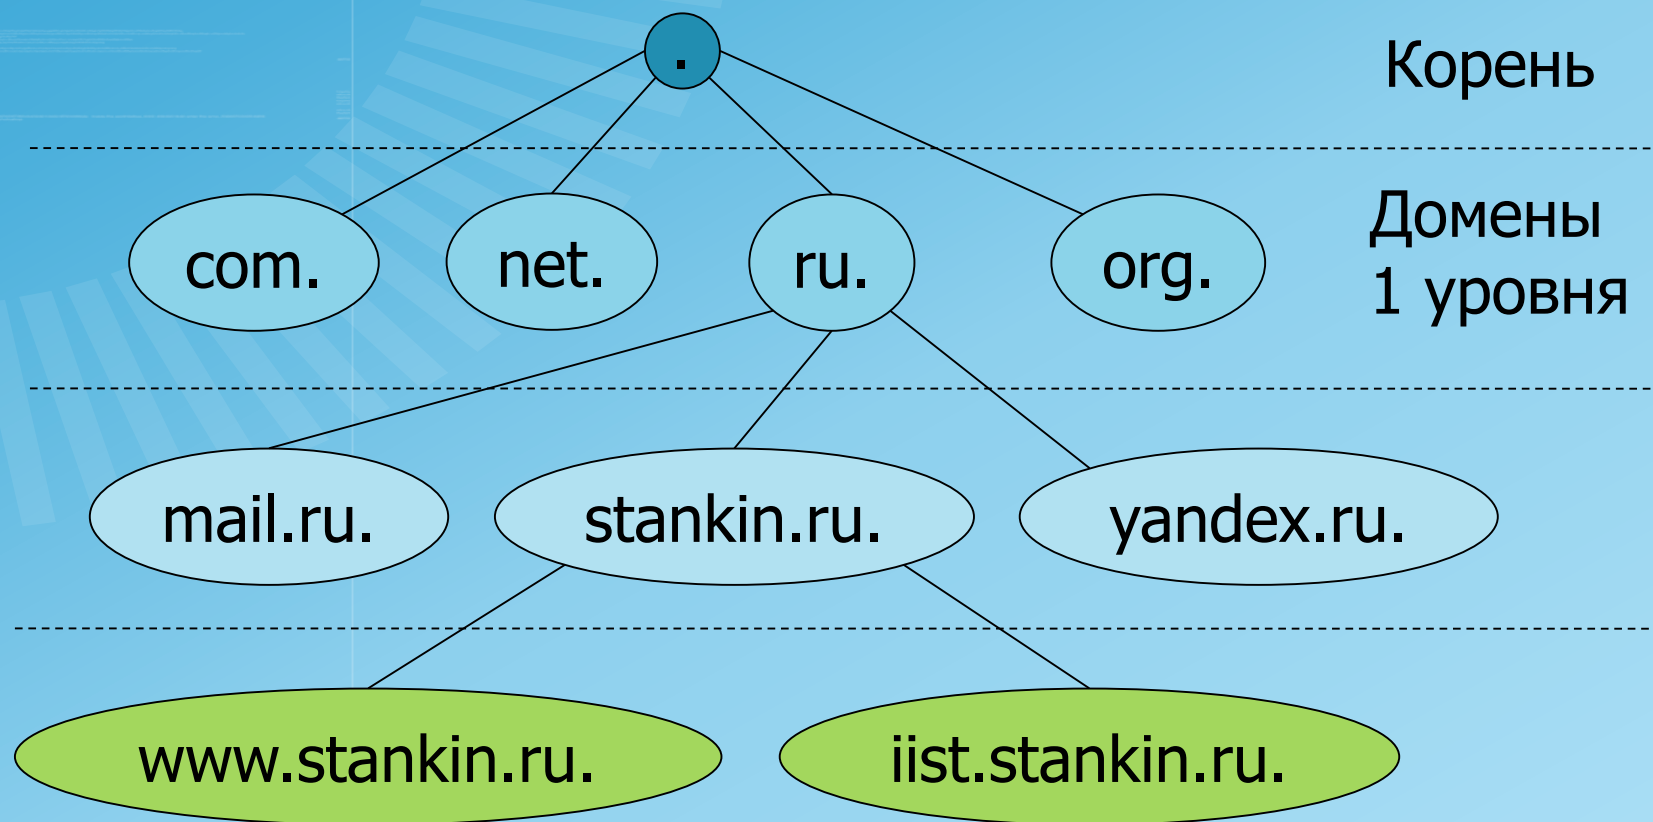 .
Корень
com.
net.
ru.
org.
Домены
1 уровня
mail.ru.
stankin.ru.
yandex.ru.
www.stankin.ru.
iist.stankin.ru.